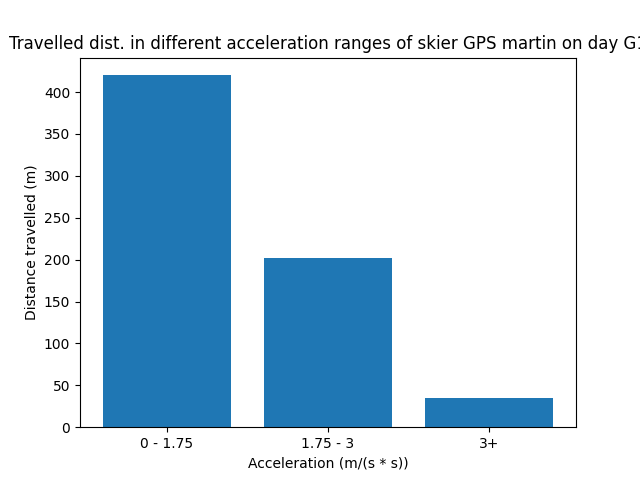 Travelled dist. in different acceleration ranges of skier GPS martin on day G1
400
350
300
250
200
150
100
50
0
Distance travelled (m)
0 - 1.75
1.75 - 3
3+
Acceleration (m/(s * s))